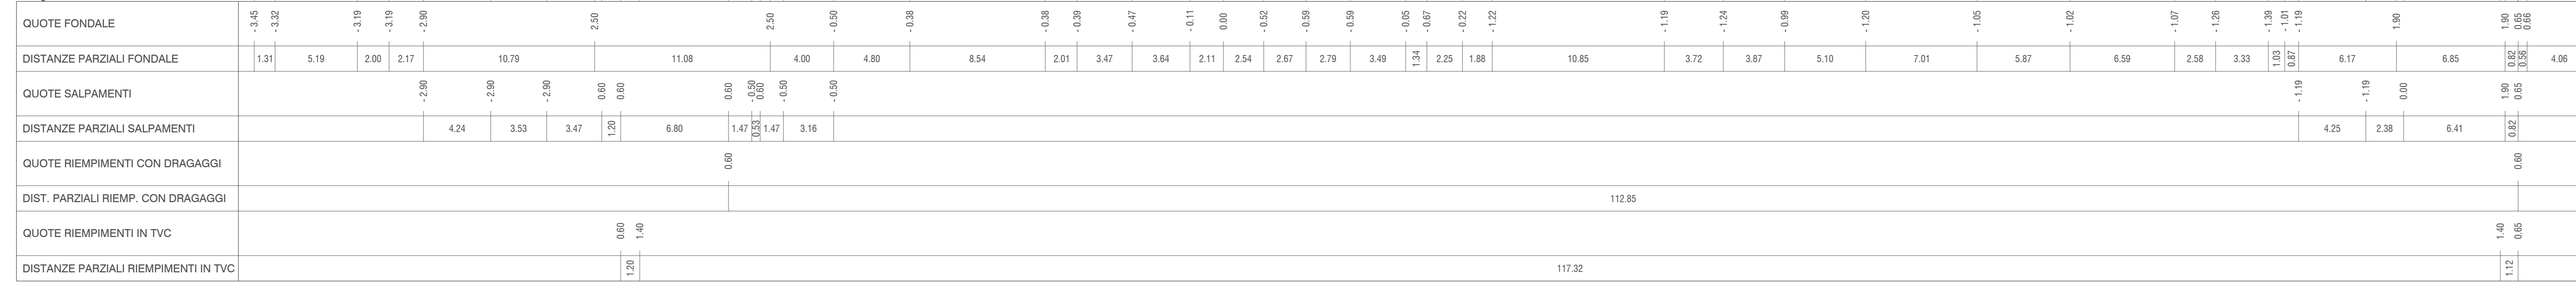 QUOTE FONDALE - 3.45 - 3.32 - 3.19 - 3.19 - 2.90 2.50 2.50 - 0.50 - 0.38 - 0.38 - 0.39 - 0.47 - 0.11 0.00 - 0.52 - 0.59 - 0.59 - 0.05 - 0.67 - 0.22 - 1.22 - 1.19 - 1.24 - 0.99 - 1.20 - 1.05 - 1.02 - 1.07 - 1.26 - 1.39 - 1.01 - 1.19 1.90 1.90 0.65 0.66
DISTANZE PARZIALI FONDALE 1.31 5.19 2.00 2.17 10.79 11.08 4.00 4.80 8.54 2.01 3.47 3.64 2.11 2.54 2.67 2.79 3.49 1.34 2.25 1.88 10.85 3.72 3.87 5.10 7.01 5.87 6.59 2.58 3.33 1.03 0.87 6.17 6.85 0.82 0.56 4.06
QUOTE SALPAMENTI - 2.90 - 2.90 - 2.90 0.60 0.60 0.60 - 0.50 0.60 - 0.50 - 0.50 - 1.19 - 1.19 0.00 1.90 0.65
DISTANZE PARZIALI SALPAMENTI 4.24 3.53 3.47 1.20 6.80 1.47 0.53 1.47 3.16 4.25 2.38 6.41 0.82
QUOTE RIEMPIMENTI CON DRAGAGGI 0.60 0.60
DIST. PARZIALI RIEMP. CON DRAGAGGI 112.85
QUOTE RIEMPIMENTI IN TVC 0.60 1.40 1.40 0.65
DISTANZE PARZIALI RIEMPIMENTI IN TVC 1.20 117.32 1.12